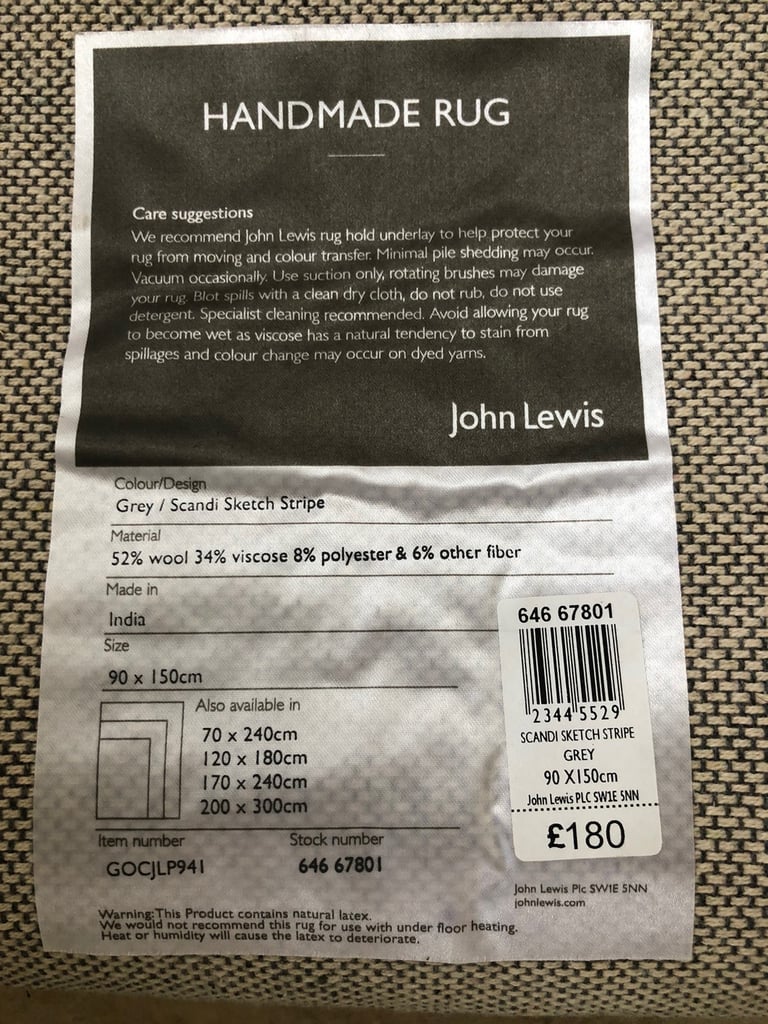 HANDMADE RUG
Care suggestions
We recommend John Lewis rug hold underlay to help protect your
rug from moving and colour transfer. Minimal pile shedding may occur.
Vacuum occasionally. Use suction only, rotating brushes may damage
your rug. Blot spills with a clean dry cloth, do not rub, do not use
detergent. Specialist cleaning recommended. Avoid allowing your rug
to become wet as viscose has a natural tendency to stain from
spillages and colour change may occur on dyed yarns.
John Lewis
Colour/Design
Grey / Scandi Sketch Stripe
Material
52% wool 34% viscose 8% polyester & 6% other fiber
Made in
India
Size
90 x 150cm
Also available in
70 x 240cm
120 x 180cm
170 x 240cm
200 x 300cm
Item number
GOCJLP941
Stock number
646 67801
646 67801
2344 5529
SCANDI SKETCH STRIPE
GREY
90 X150cm
John Lewis PLC SW1E 5NN
£180
John Lewis Plc SW1E 5NN
johnlewis.com
Warning:This Product contains natural latex.
We would not recommend this rug for use with under floor heating.
Heat or humidity will cause the latex to deteriorate.